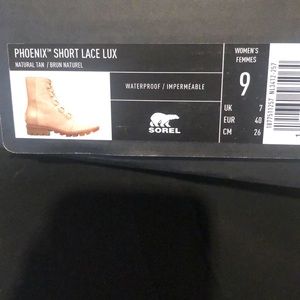 PHOENIX™ SHORT LACE LUX
NATURAL TAN / BRUN NATUREL
WATERPROOF / IMPERMÉABLE
SOREL
WOMEN'S
FEMMES
9
UK 7
EUR 40
CM 26